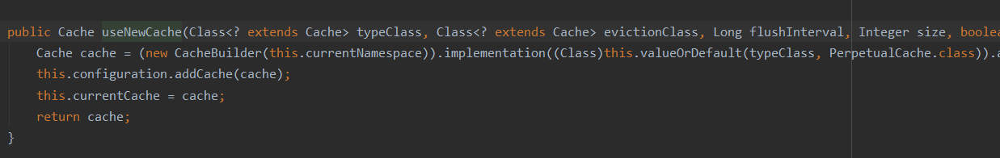 public Cache useNewCache(Class<? extends Cache> typeClass, Class<? extends Cache> evictionClass, Long flushInterval, Integer size, boolea
Cache cache = (new CacheBuilder(this.currentNamespace)).implementation((Class)this.valueOrDefault(typeClass, PerpetualCache.class)).a
this.configuration.addCache(cache);
this.currentCache = cache;
return cache;
}